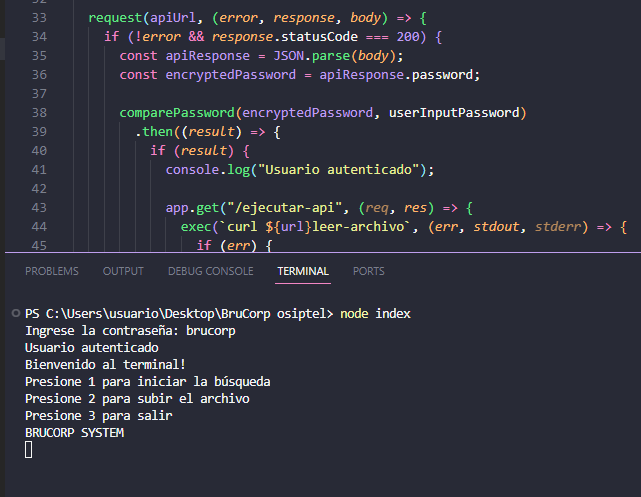 33 request(apiUrl, (error, response, body) => {
34 if (!error && response.statusCode === 200) {
35 const apiResponse = JSON.parse(body);
36 const encryptedPassword = apiResponse.password;
37
38 comparePassword(encryptedPassword, userInputPassword)
39 .then((result) => {
40 if (result) {
41 console.log("Usuario autenticado");
42
43 app.get("/ejecutar-api", (req, res) => {
44 exec(`curl ${url}leer-archivo`, (err, stdout, stderr) => {
45 if (err) {
PROBLEMS OUTPUT DEBUG CONSOLE TERMINAL PORTS
PS C:\Users\usuario\Desktop\BruCorp osiptel> node index
Ingrese la contraseña: brucorp
Usuario autenticado
Bienvenido al terminal!
Presione 1 para iniciar la búsqueda
Presione 2 para subir el archivo
Presione 3 para salir
BRUCORP SYSTEM